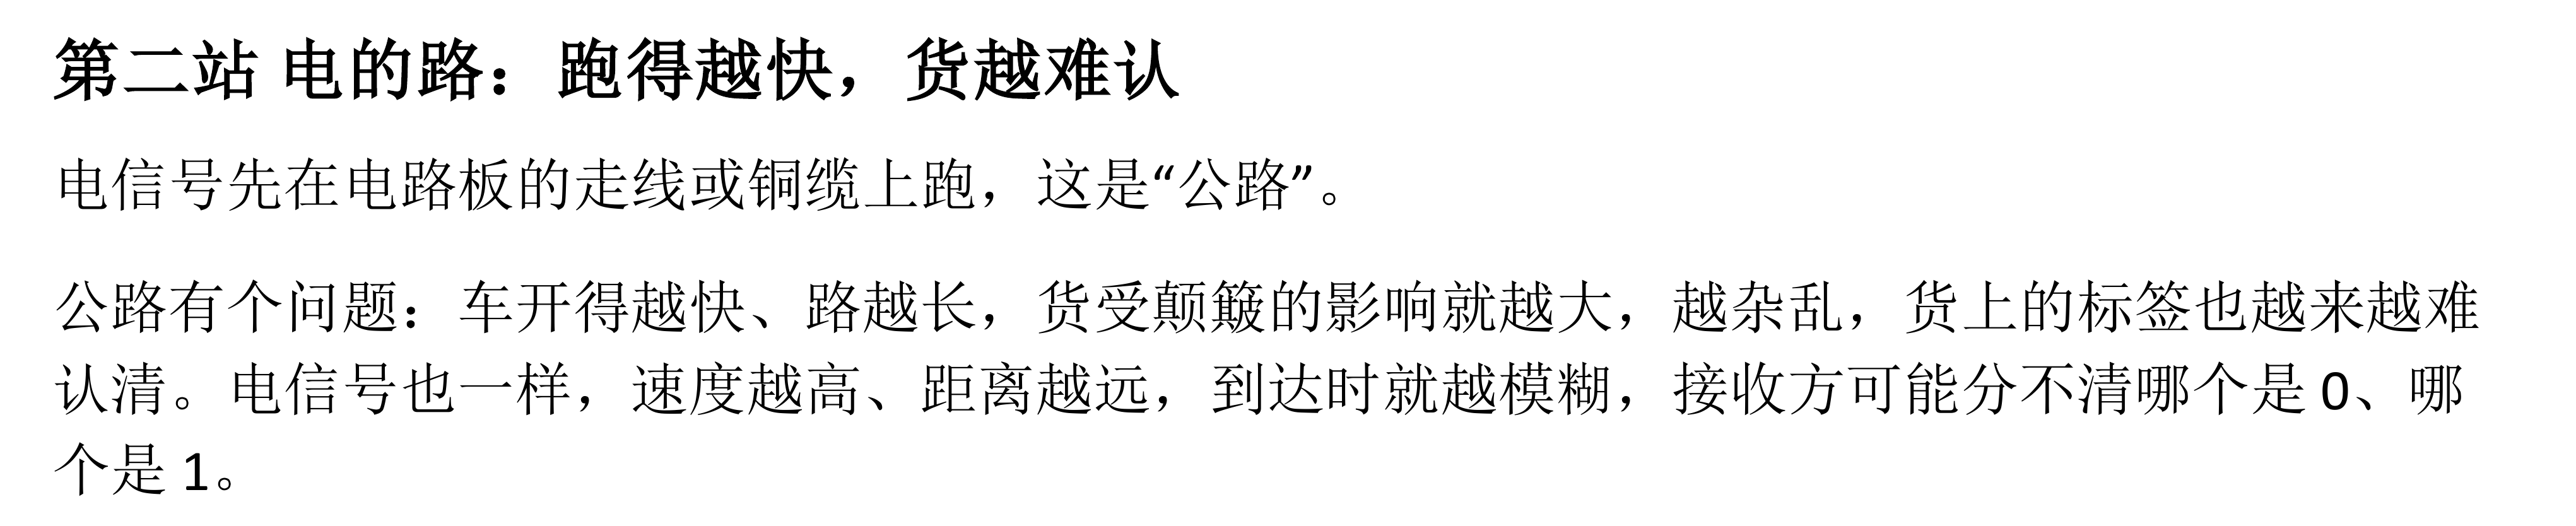 第二站 电的路：跑得越快，货越难认
电信号先在电路板的走线或铜缆上跑，这是“公路”。
公路有个问题：车开得越快、路越长，货受颠簸的影响就越大，越杂乱，货上的标签也越来越难
认清。电信号也一样，速度越高、距离越远，到达时就越模糊，接收方可能分不清哪个是 0、哪
个是 1。